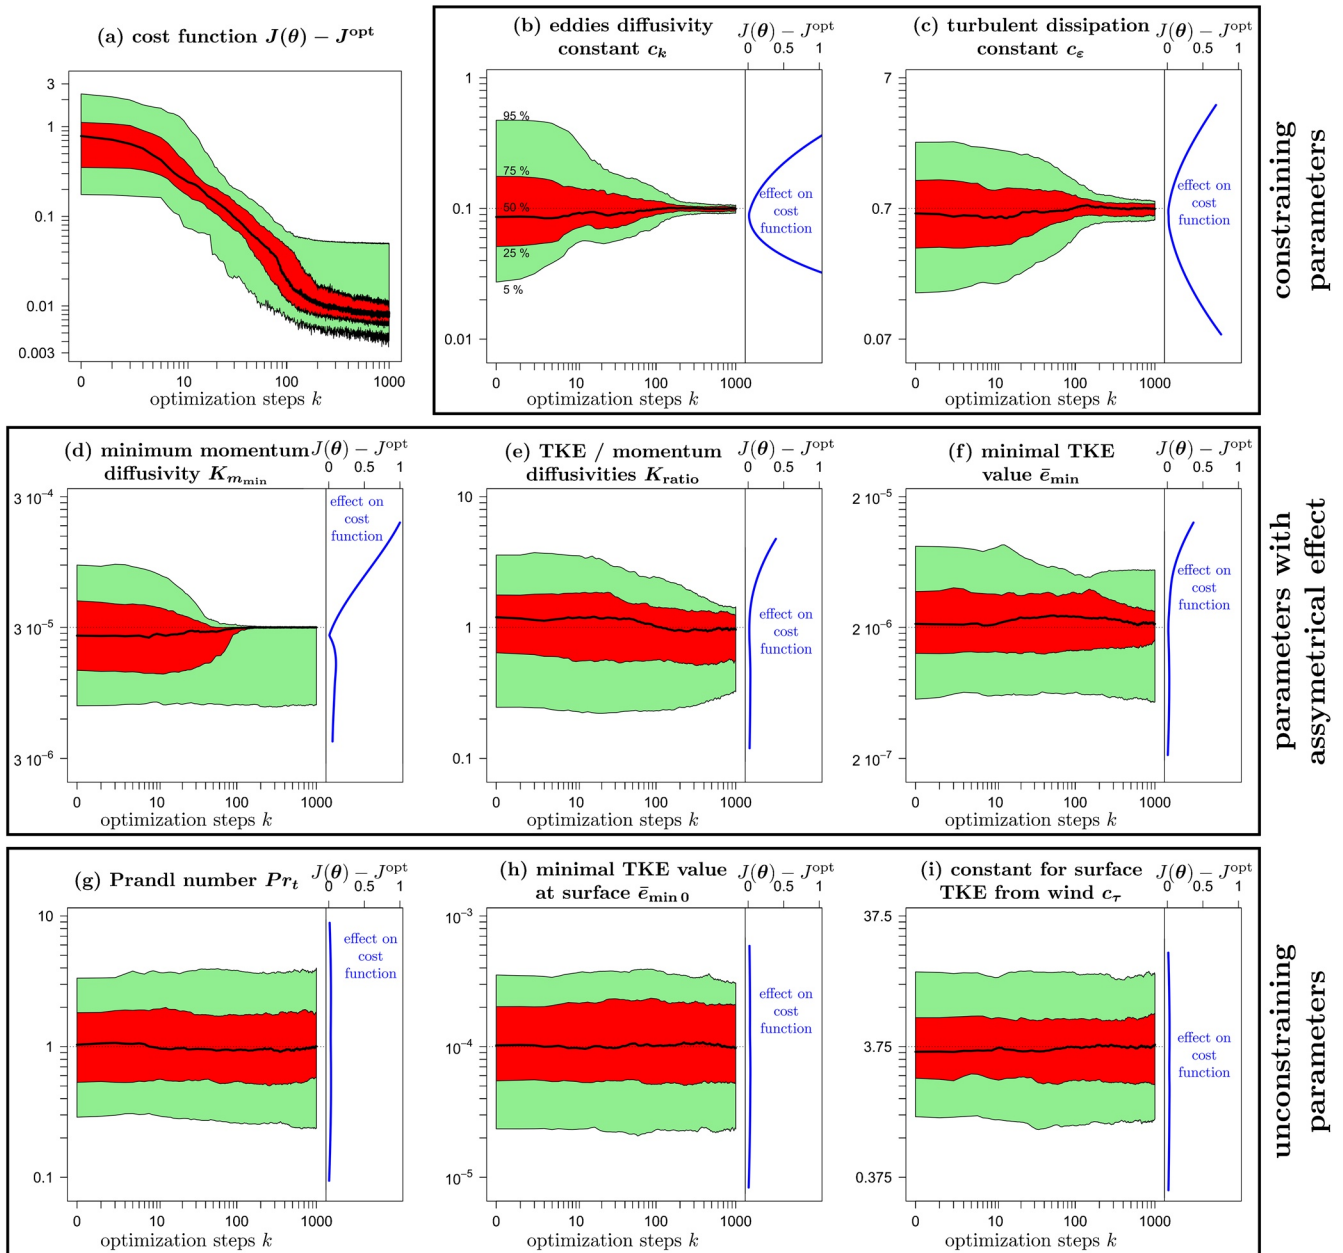 (a) cost function J(θ) − J^opt
3
1
0.1
0.01
0.003
0 10 100 1000
optimization steps k
(b) eddies diffusivity
constant c_k
J(θ) − J^opt
0 0.5 1
1
0.1
0.01
95 %
75 %
50 %
25 %
5 %
effect on
cost
function
0 10 100 1000
optimization steps k
(c) turbulent dissipation
constant c_ε
J(θ) − J^opt
0 0.5 1
7
0.7
0.07
effect on
cost
function
0 10 100 1000
optimization steps k
constraining
parameters
(d) minimum momentum
diffusivity K_m_min
J(θ) − J^opt
0 0.5 1
3 10^−4
3 10^−5
3 10^−6
effect on
cost
function
0 10 100 1000
optimization steps k
(e) TKE / momentum
diffusivities K_ratio
J(θ) − J^opt
0 0.5 1
10
1
0.1
effect on
cost
function
0 10 100 1000
optimization steps k
(f) minimal TKE
value ē_min
J(θ) − J^opt
0 0.5 1
2 10^−5
2 10^−6
2 10^−7
effect on
cost
function
0 10 100 1000
optimization steps k
parameters with
assymetrical effect
(g) Prandl number Pr_t
J(θ) − J^opt
0 0.5 1
10
1
0.1
effect on
cost
function
0 10 100 1000
optimization steps k
(h) minimal TKE value
at surface ē_min 0
J(θ) − J^opt
0 0.5 1
10^−3
10^−4
10^−5
effect on
cost
function
0 10 100 1000
optimization steps k
(i) constant for surface
TKE from wind c_τ
J(θ) − J^opt
0 0.5 1
37.5
3.75
0.375
effect on
cost
function
0 10 100 1000
optimization steps k
unconstraining
parameters